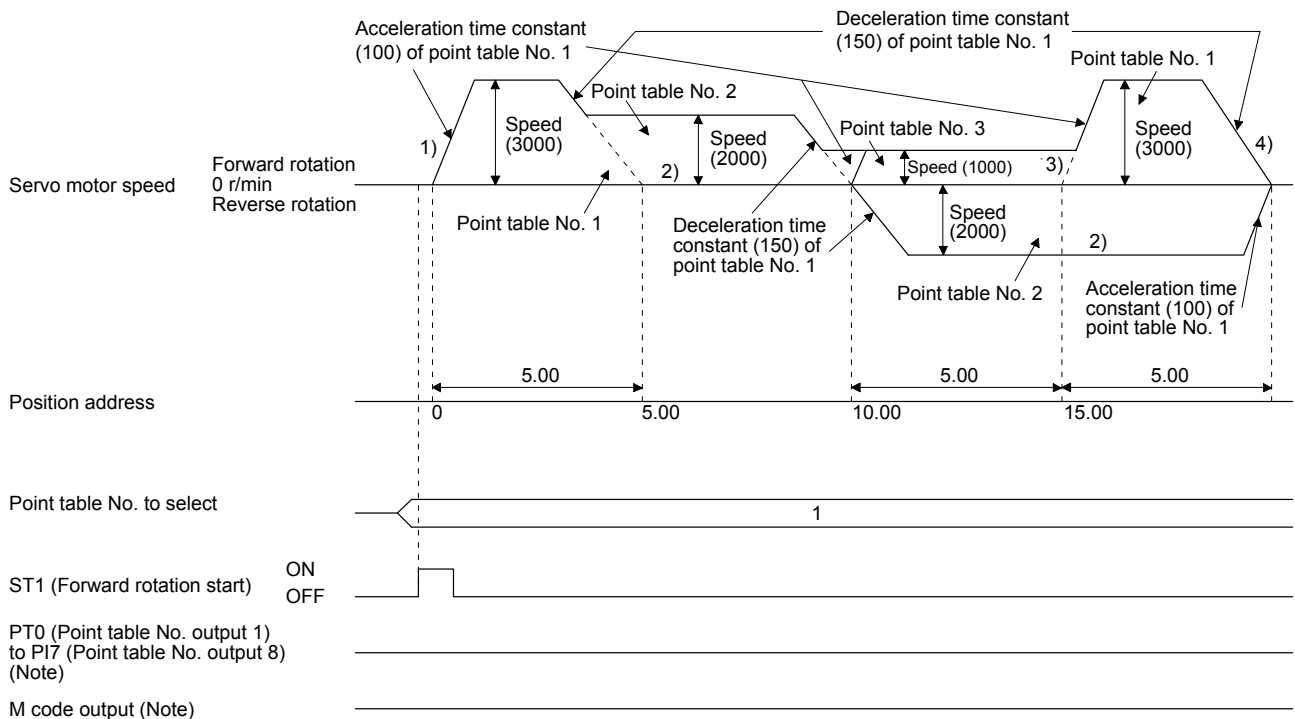 Acceleration time constant
(100) of point table No. 1
Deceleration time constant
(150) of point table No. 1
Point table No. 1
Point table No. 2
Point table No. 3
1)
Speed
(3000)
Speed
(2000)
2)
Speed (1000)
3)
Speed
(3000)
4)
Servo motor speed
Forward rotation
0 r/min
Reverse rotation
Point table No. 1
Deceleration time
constant (150) of
point table No. 1
Speed
(2000)
2)
Point table No. 2
Acceleration time
constant (100) of
point table No. 1
5.00
5.00
5.00
Position address
0
5.00
10.00
15.00
Point table No. to select
1
ST1 (Forward rotation start)
ON
OFF
PT0 (Point table No. output 1)
to PI7 (Point table No. output 8)
(Note)
M code output (Note)